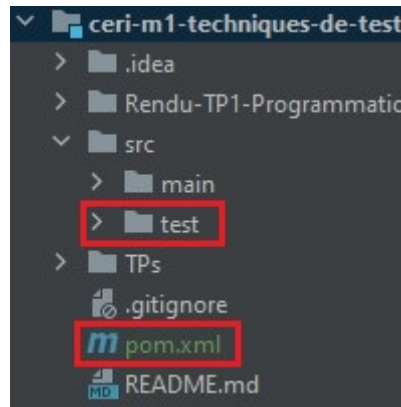 ceri-m1-techniques-de-test
.idea
Rendu-TP1-Programmatic
src
main
test
TPs
.gitignore
pom.xml
README.md